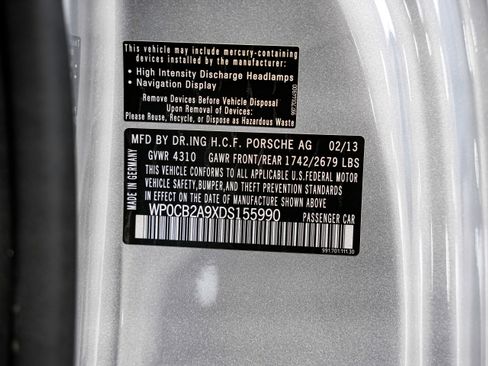 This vehicle may include mercury-containing
devices installed by the manufacturer:
• High Intensity Discharge Headlamps
• Navigation Display
Remove Devices Before Vehicle Disposal
Upon Removal of Devices:
Please Reuse, Recycle, or Dispose as Hazardous Waste
MADE IN GERMANY
MFD BY DR.ING H.C.F. PORSCHE AG 02/13
GVWR 4310 GAWR FRONT/REAR 1742/2679 LBS
THIS VEHICLE CONFORMS TO ALL
APPLICABLE U.S.FEDERAL MOTOR
VEHICLE SAFETY,BUMPER,AND THEFT PREVENTION STANDARDS
IN EFFECT ON THE DATE OF MANUFACTURE SHOWN ABOVE
WP0CB2A9XDS155990 PASSENGER CAR
991.701.111.30